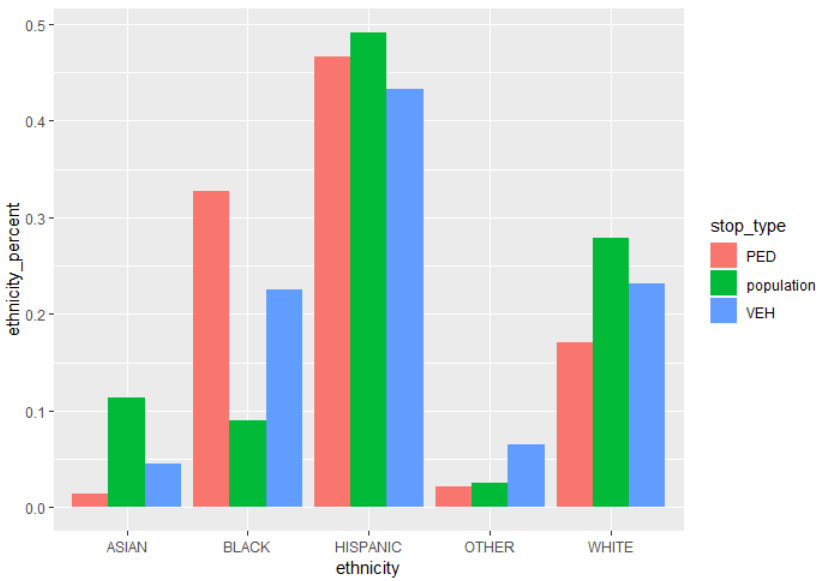 0.5
0.4
0.3
0.2
0.1
0.0
ethnicity_percent
ASIAN BLACK HISPANIC OTHER WHITE
ethnicity
stop_type
PED
population
VEH